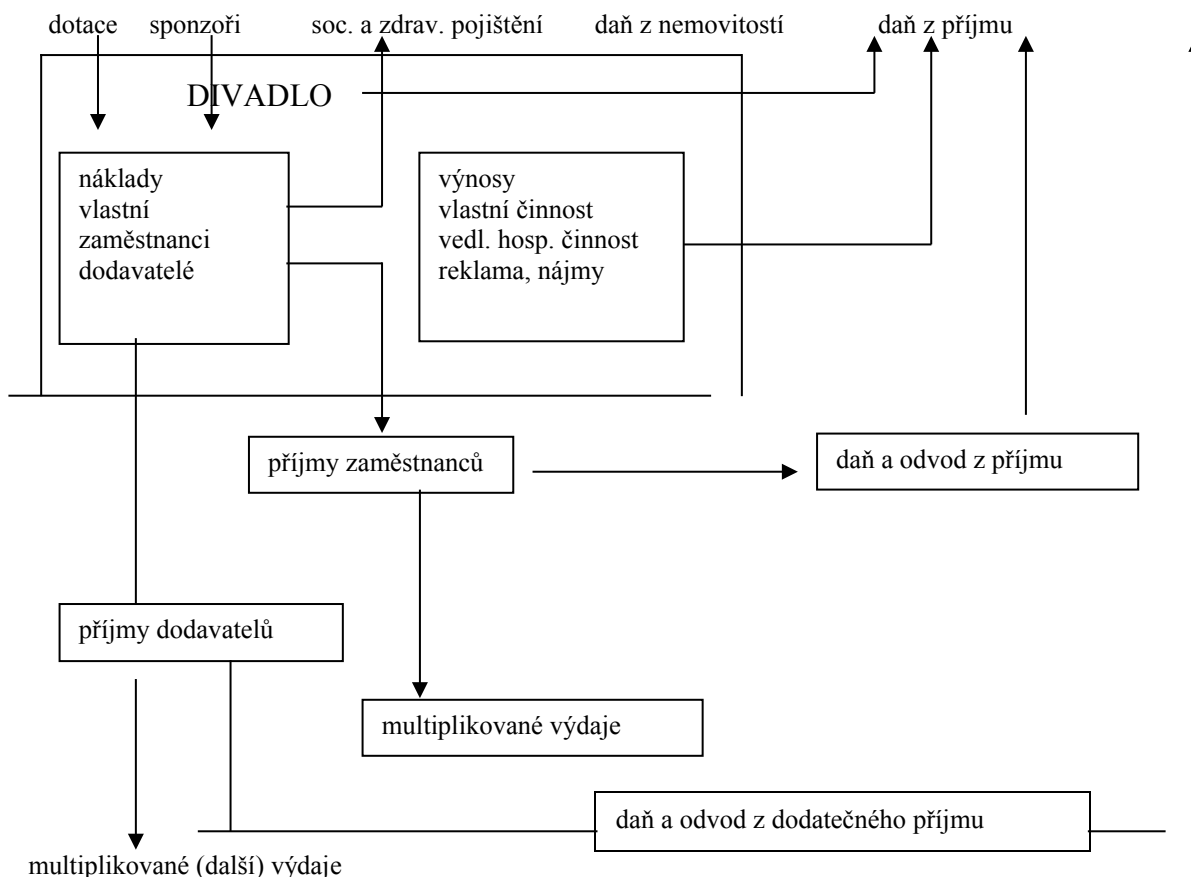 dotace sponzoři soc. a zdrav. pojištění daň z nemovitostí daň z příjmu
DIVADLO
náklady
vlastní
zaměstnanci
dodavatelé
výnosy
vlastní činnost
vedl. hosp. činnost
reklama, nájmy
příjmy zaměstnanců
daň a odvod z příjmu
příjmy dodavatelů
multiplikované výdaje
daň a odvod z dodatečného příjmu
multiplikované (další) výdaje